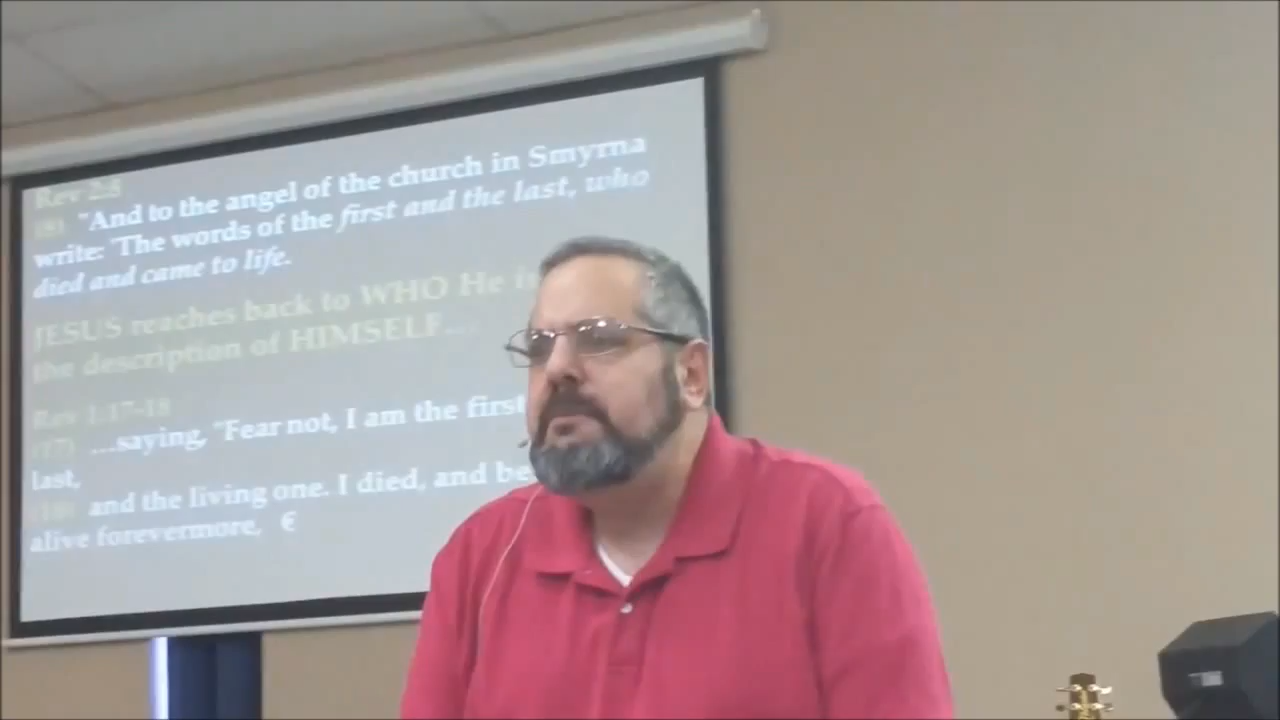 Rev 2:8
(8) "And to the angel of the church in Smyrna
write: 'The words of the first and the last, who
died and came to life.
JESUS reaches back to WHO He is
the description of HIMSELF...
Rev 1:17-18
(17) ...saying, "Fear not, I am the first
last,
(18) and the living one. I died, and be
alive forevermore, €